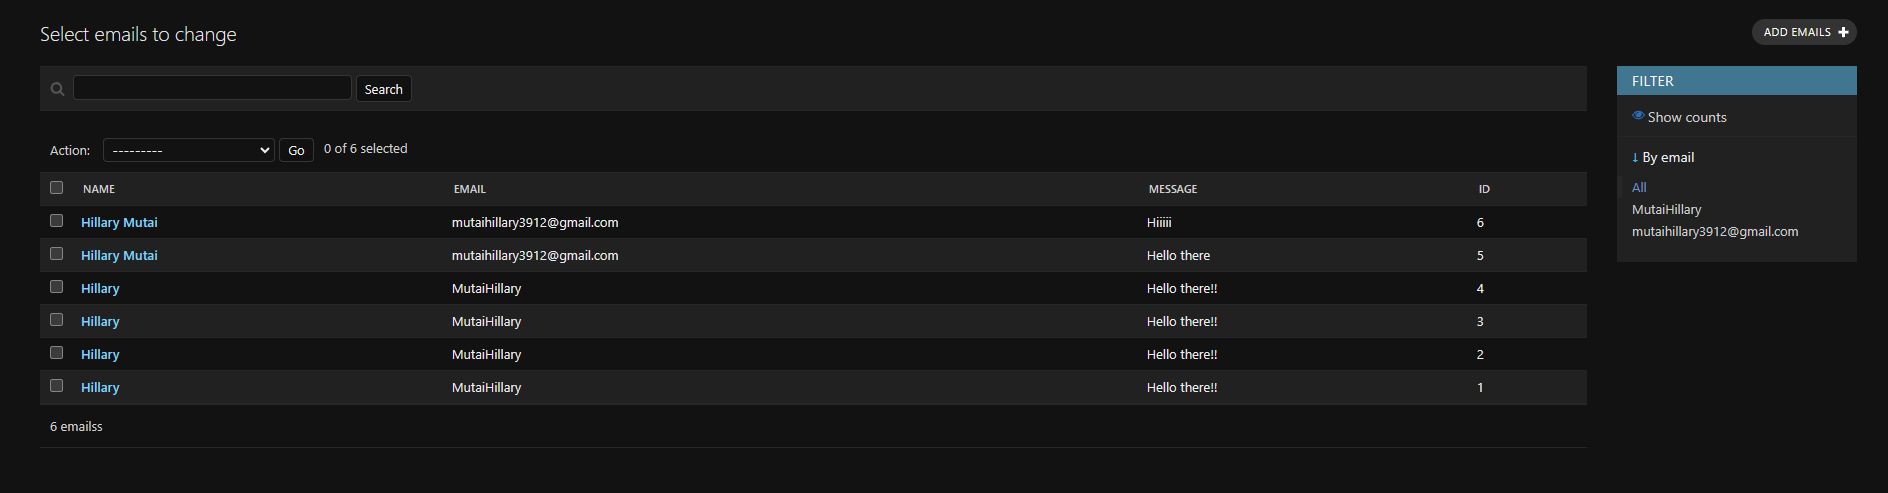 Select emails to change
ADD EMAILS
Search
Action: --------- Go 0 of 6 selected
NAME EMAIL MESSAGE ID
Hillary Mutai mutaihillary3912@gmail.com Hiiiii 6
Hillary Mutai mutaihillary3912@gmail.com Hello there 5
Hillary MutaiHillary Hello there!! 4
Hillary MutaiHillary Hello there!! 3
Hillary MutaiHillary Hello there!! 2
Hillary MutaiHillary Hello there!! 1
6 emailss
FILTER
Show counts
↓ By email
All
MutaiHillary
mutaihillary3912@gmail.com